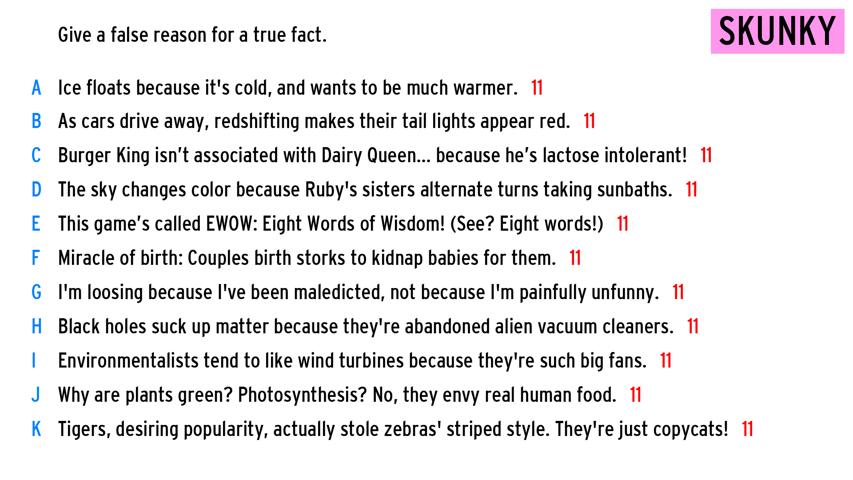 Give a false reason for a true fact.
SKUNKY
A Ice floats because it's cold, and wants to be much warmer. 11
B As cars drive away, redshifting makes their tail lights appear red. 11
C Burger King isn’t associated with Dairy Queen... because he’s lactose intolerant! 11
D The sky changes color because Ruby's sisters alternate turns taking sunbaths. 11
E This game’s called EWOW: Eight Words of Wisdom! (See? Eight words!) 11
F Miracle of birth: Couples birth storks to kidnap babies for them. 11
G I'm loosing because I've been maledicted, not because I'm painfully unfunny. 11
H Black holes suck up matter because they're abandoned alien vacuum cleaners. 11
I Environmentalists tend to like wind turbines because they're such big fans. 11
J Why are plants green? Photosynthesis? No, they envy real human food. 11
K Tigers, desiring popularity, actually stole zebras' striped style. They're just copycats! 11